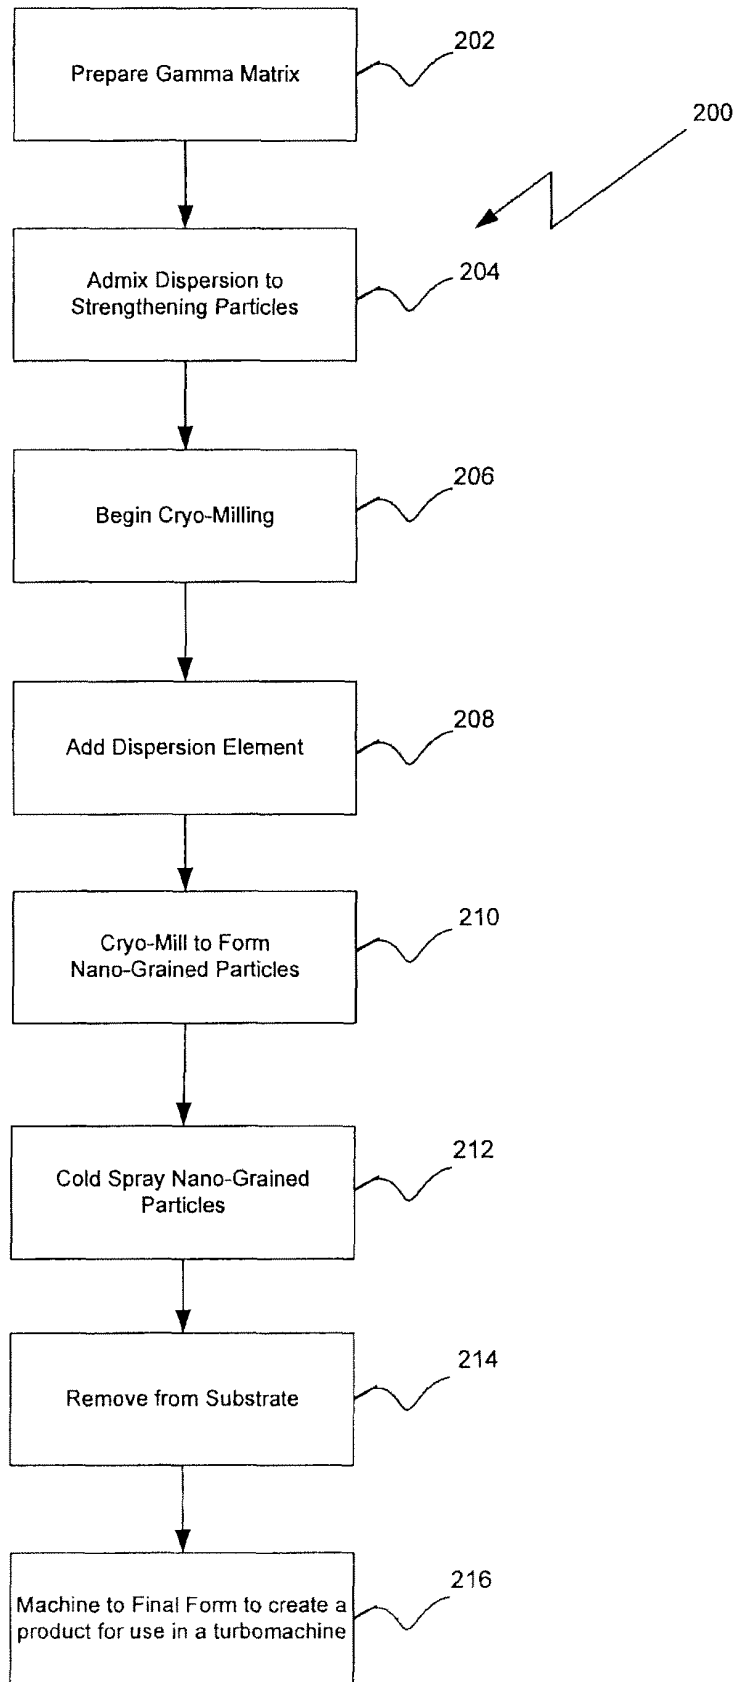 Prepare Gamma Matrix
202
200
Admix Dispersion to
Strengthening Particles
204
Begin Cryo-Milling
206
Add Dispersion Element
208
Cryo-Mill to Form
Nano-Grained Particles
210
Cold Spray Nano-Grained
Particles
212
Remove from Substrate
214
Machine to Final Form to create a
product for use in a turbomachine
216